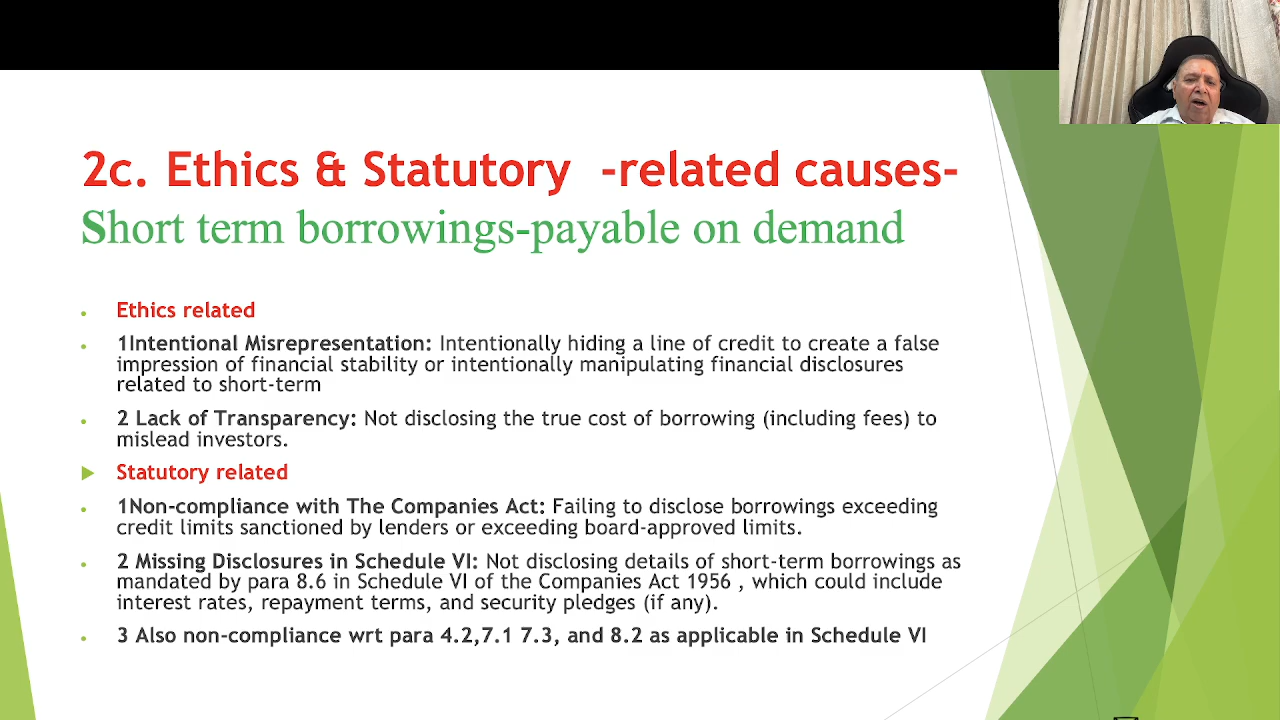 2c. Ethics & Statutory -related causes-
Short term borrowings-payable on demand
Ethics related
1Intentional Misrepresentation: Intentionally hiding a line of credit to create a false
impression of financial stability or intentionally manipulating financial disclosures
related to short-term
2 Lack of Transparency: Not disclosing the true cost of borrowing (including fees) to
mislead investors.
Statutory related
1Non-compliance with The Companies Act: Failing to disclose borrowings exceeding
credit limits sanctioned by lenders or exceeding board-approved limits.
2 Missing Disclosures in Schedule VI: Not disclosing details of short-term borrowings as
mandated by para 8.6 in Schedule VI of the Companies Act 1956 , which could include
interest rates, repayment terms, and security pledges (if any).
3 Also non-compliance wrt para 4.2,7.1 7.3, and 8.2 as applicable in Schedule VI